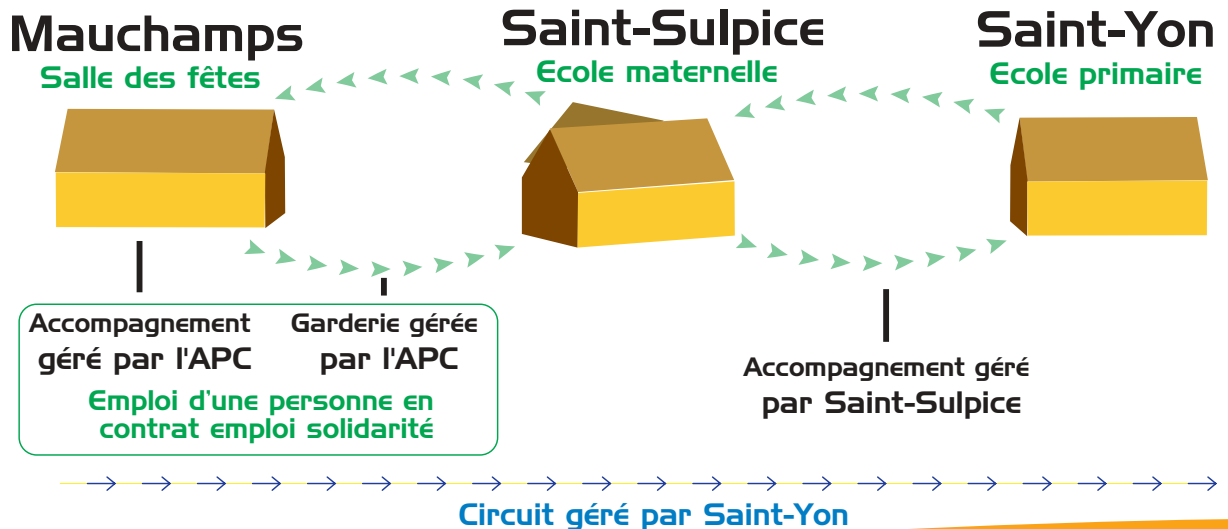 Mauchamps
Salle des fêtes
Saint-Sulpice
Ecole maternelle
Saint-Yon
Ecole primaire
Accompagnement
géré par l'APC
Garderie gérée
par l'APC
Emploi d'une personne en
contrat emploi solidarité
Accompagnement géré
par Saint-Sulpice
Circuit géré par Saint-Yon